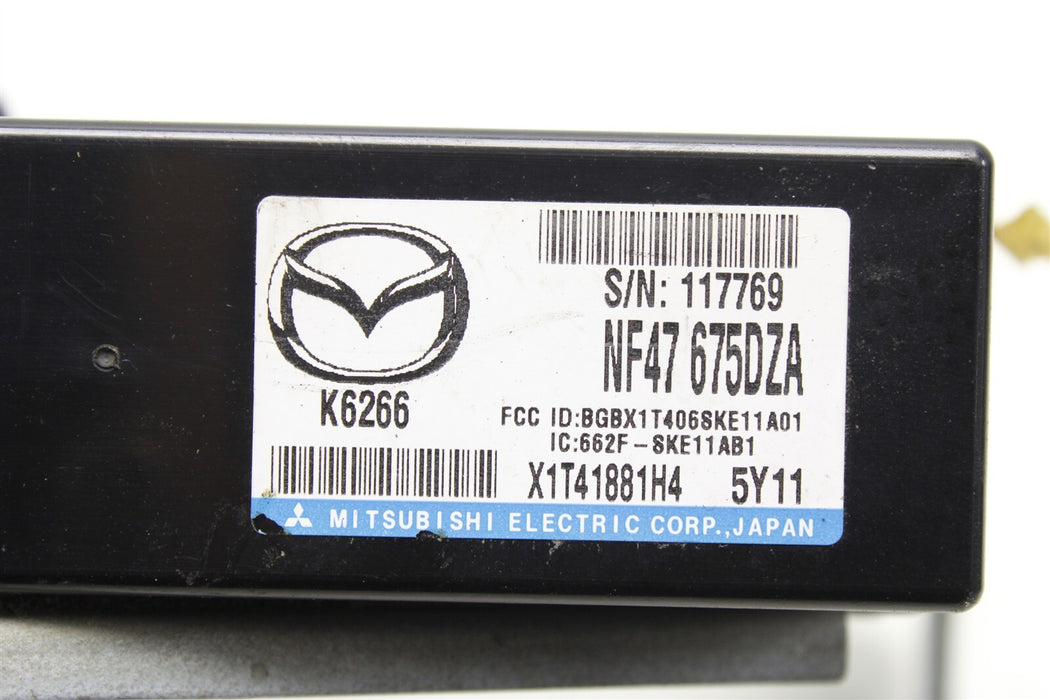 S/N: 117769
NF47 675DZA
K6266
FCC ID:BGBX1T406SKE11A01
IC:662F-SKE11AB1
X1T41881H4 5Y11
MITSUBISHI ELECTRIC CORP.,JAPAN